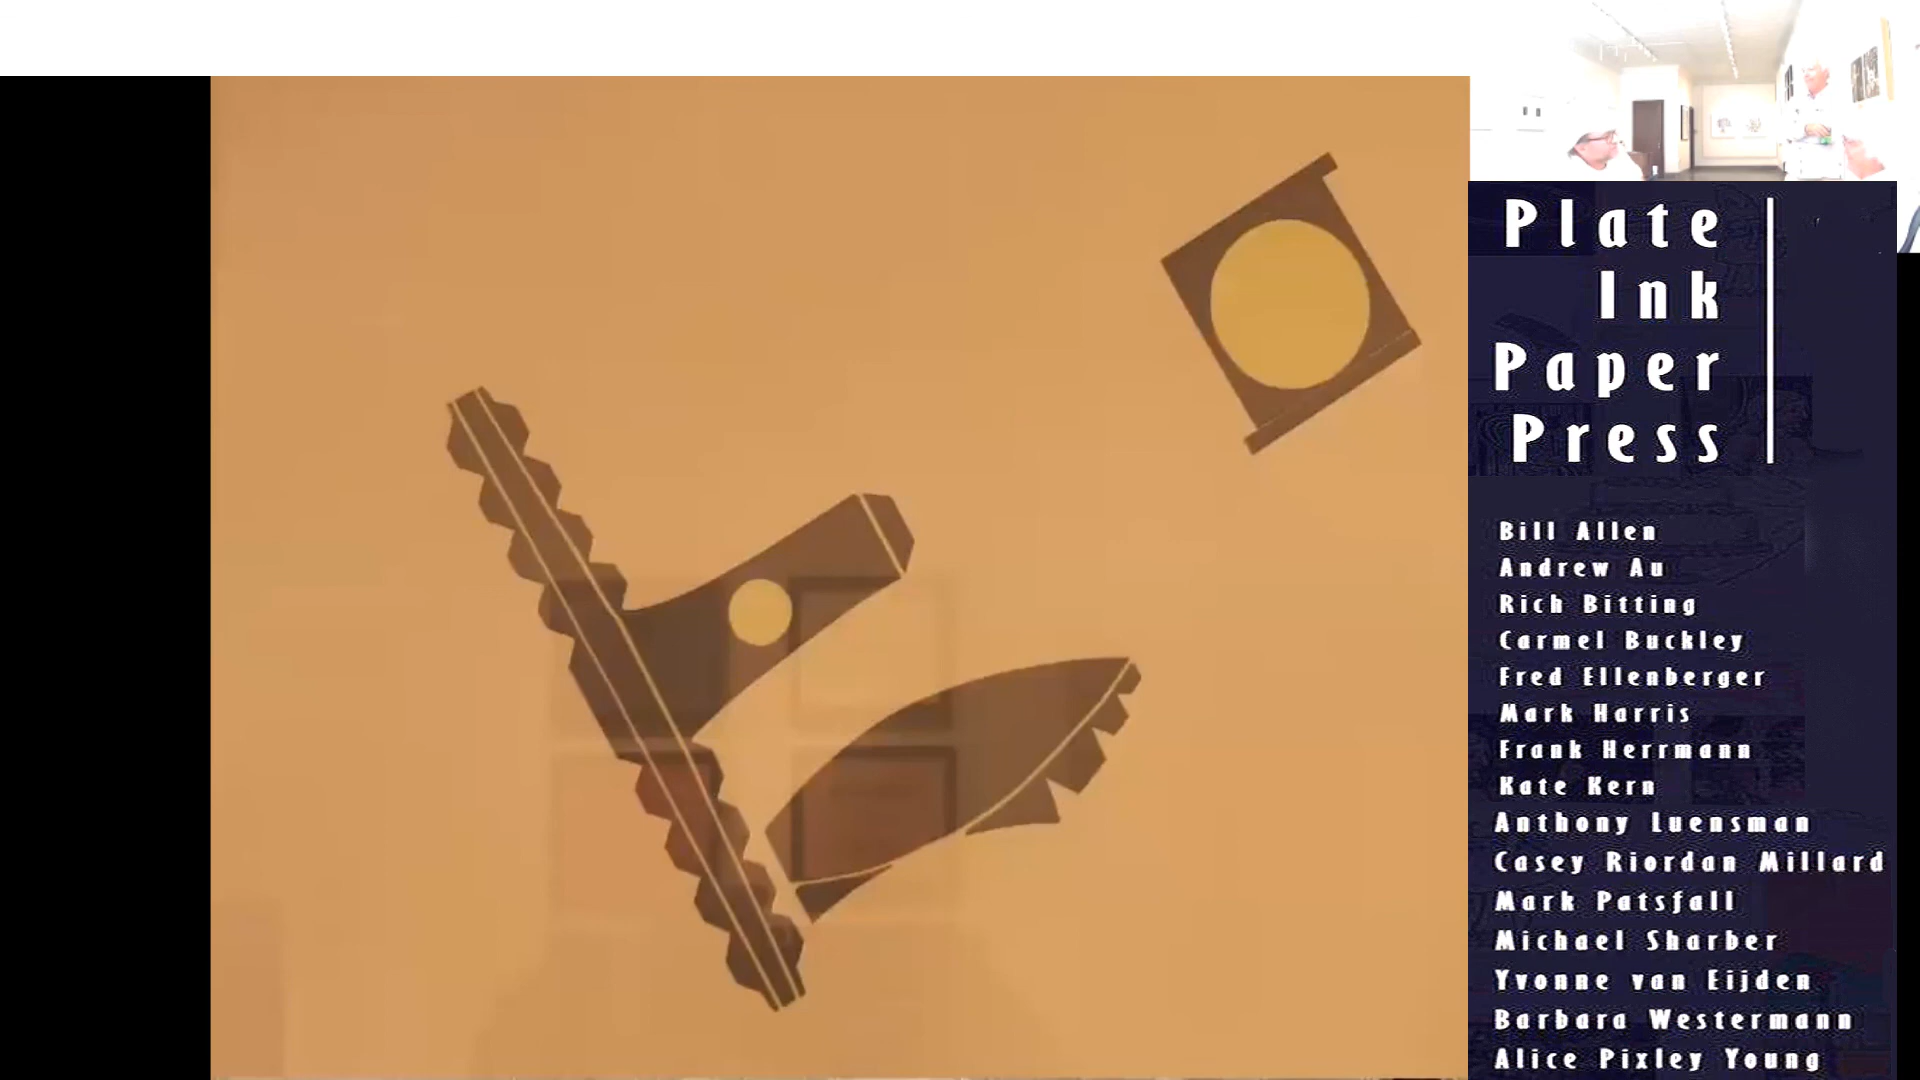 Plate
Ink
Paper
Press
Bill Allen
Andrew Au
Rich Bitting
Carmel Buckley
Fred Ellenberger
Mark Harris
Frank Herrmann
Kate Kern
Anthony Luensman
Casey Riordan Millard
Mark Patsfall
Michael Sharber
Yvonne van Eijden
Barbara Westermann
Alice Pixley Young